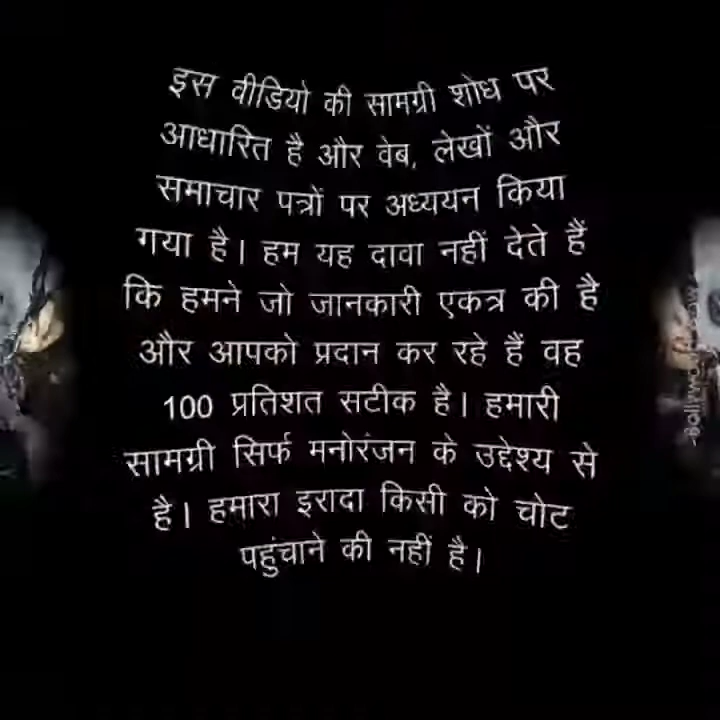 इस वीडियो की सामग्री शोध पर
आधारित है और वेब, लेखों और
समाचार पत्रों पर अध्ययन किया
गया है। हम यह दावा नहीं देते हैं
कि हमने जो जानकारी एकत्र की है
और आपको प्रदान कर रहे हैं वह
100 प्रतिशत सटीक है। हमारी
सामग्री सिर्फ मनोरंजन के उद्देश्य से
है। हमारा इरादा किसी को चोट
पहुंचाने की नहीं है।